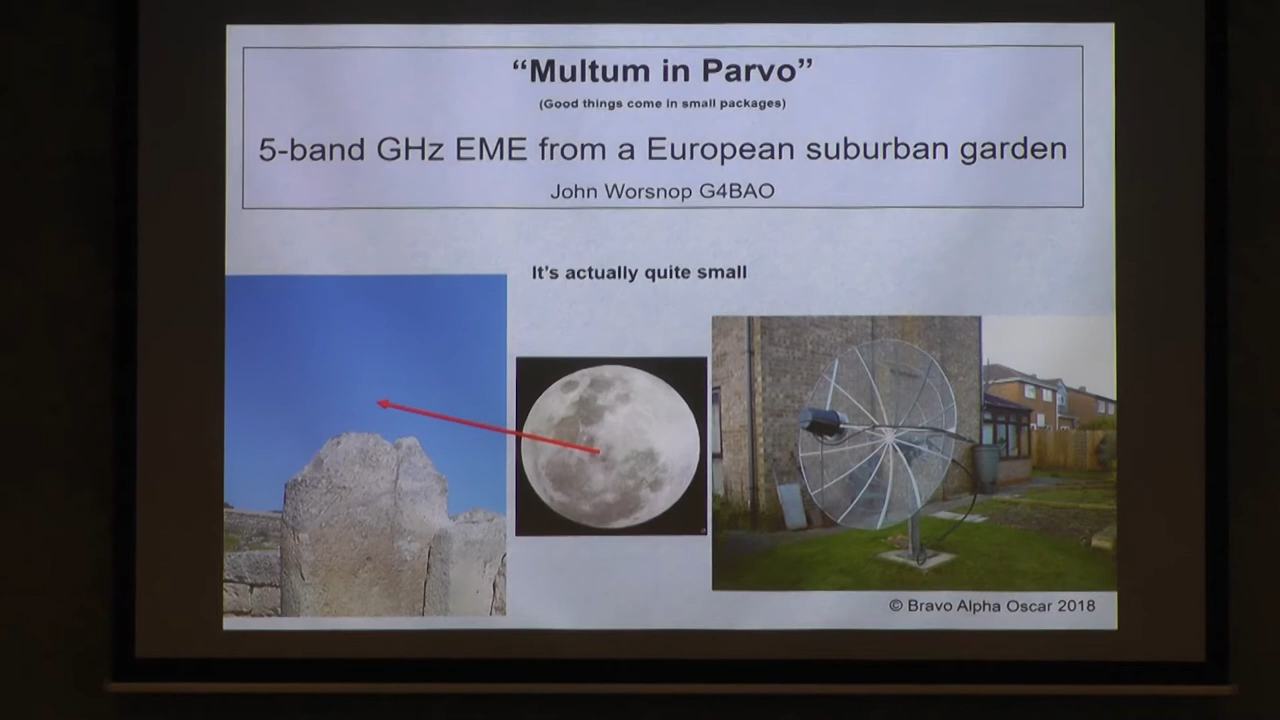 “Multum in Parvo”
(Good things come in small packages)
5-band GHz EME from a European suburban garden
John Worsnop G4BAO
It's actually quite small
© Bravo Alpha Oscar 2018